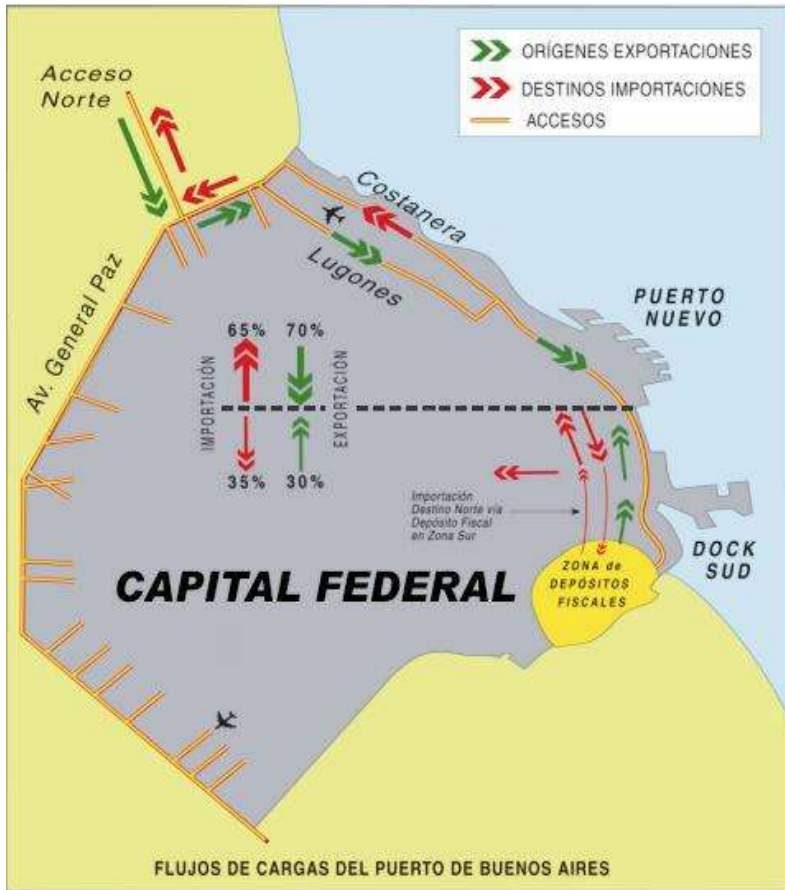 ORÍGENES EXPORTACIONES
DESTINOS IMPORTACIONES
ACCESOS
Acceso
Norte
Costanera
Lugones
Av. General Paz
PUERTO
NUEVO
65% 70%
IMPORTACIÓN
EXPORTACIÓN
35% 30%
Importación
Destino Norte vía
Depósito Fiscal
en Zona Sur
DOCK
SUD
ZONA de
DEPÓSITOS
FISCALES
CAPITAL FEDERAL
FLUJOS DE CARGAS DEL PUERTO DE BUENOS AIRES